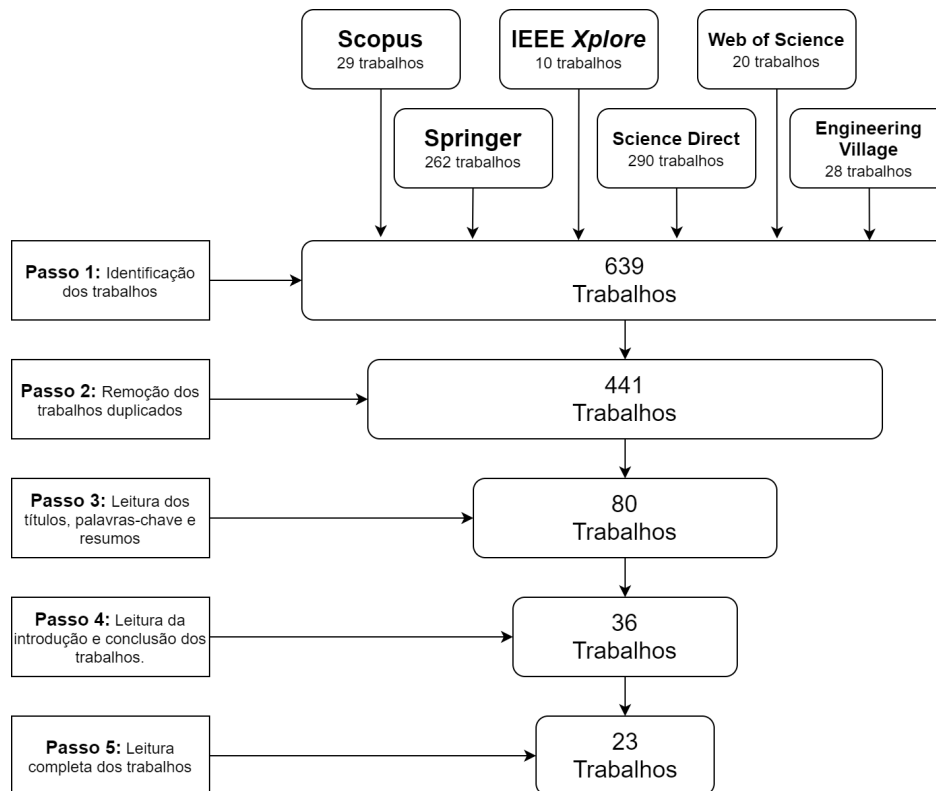 Scopus
29 trabalhos
IEEE Xplore
10 trabalhos
Web of Science
20 trabalhos
Springer
262 trabalhos
Science Direct
290 trabalhos
Engineering
Village
28 trabalhos
Passo 1: Identificação
dos trabalhos
639
Trabalhos
Passo 2: Remoção dos
trabalhos duplicados
441
Trabalhos
Passo 3: Leitura dos
títulos, palavras-chave e
resumos
80
Trabalhos
Passo 4: Leitura da
introdução e conclusão dos
trabalhos.
36
Trabalhos
Passo 5: Leitura
completa dos trabalhos
23
Trabalhos